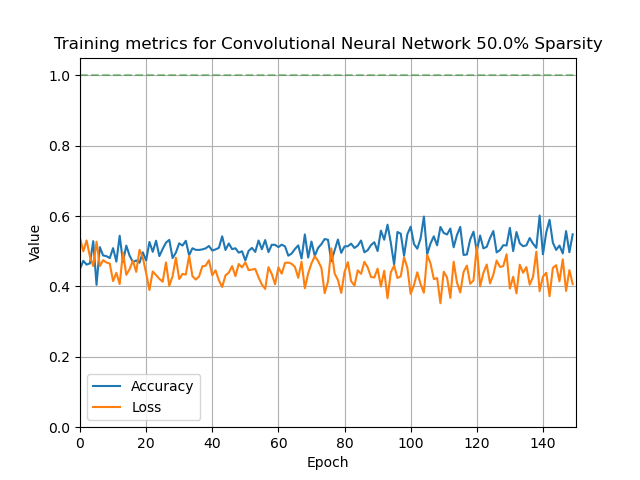 Training metrics for Convolutional Neural Network 50.0% Sparsity
1.0
0.8
0.6
0.4
0.2
0.0
Value
Accuracy
Loss
0 20 40 60 80 100 120 140
Epoch